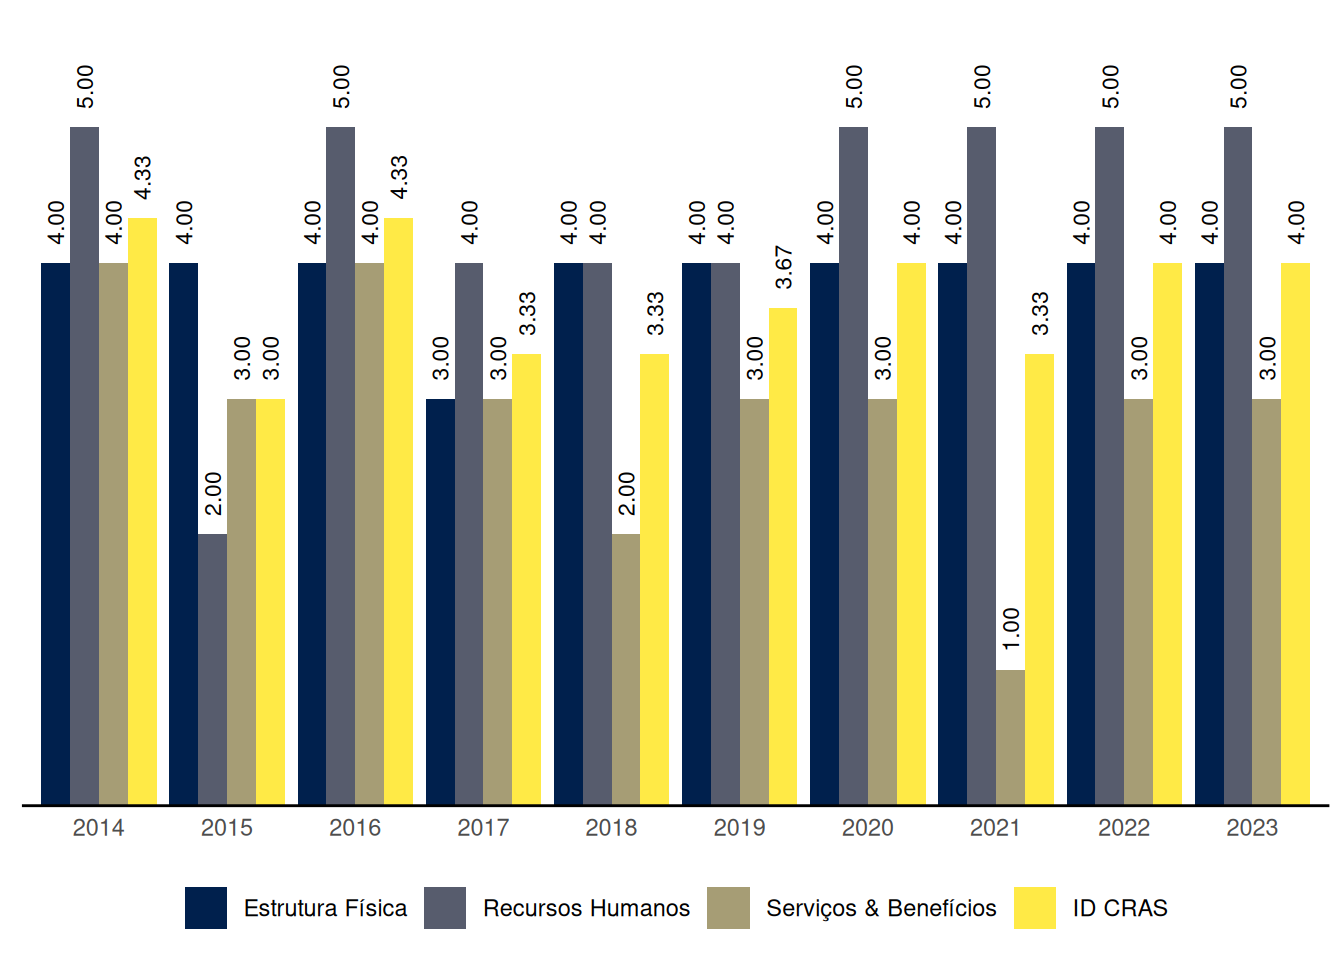 5.00 5.00 5.00 5.00 5.00 5.00
4.33 4.33
4.00 4.00 4.00 4.00 4.00 4.00 4.00 4.00 4.00 4.00 4.00 4.00 4.00 4.00 4.00 4.00 4.00
3.67
3.33 3.33 3.33
3.00 3.00 3.00 3.00 3.00 3.00 3.00 3.00
2.00 2.00
1.00
2014 2015 2016 2017 2018 2019 2020 2021 2022 2023
Estrutura Física Recursos Humanos Serviços & Benefícios ID CRAS